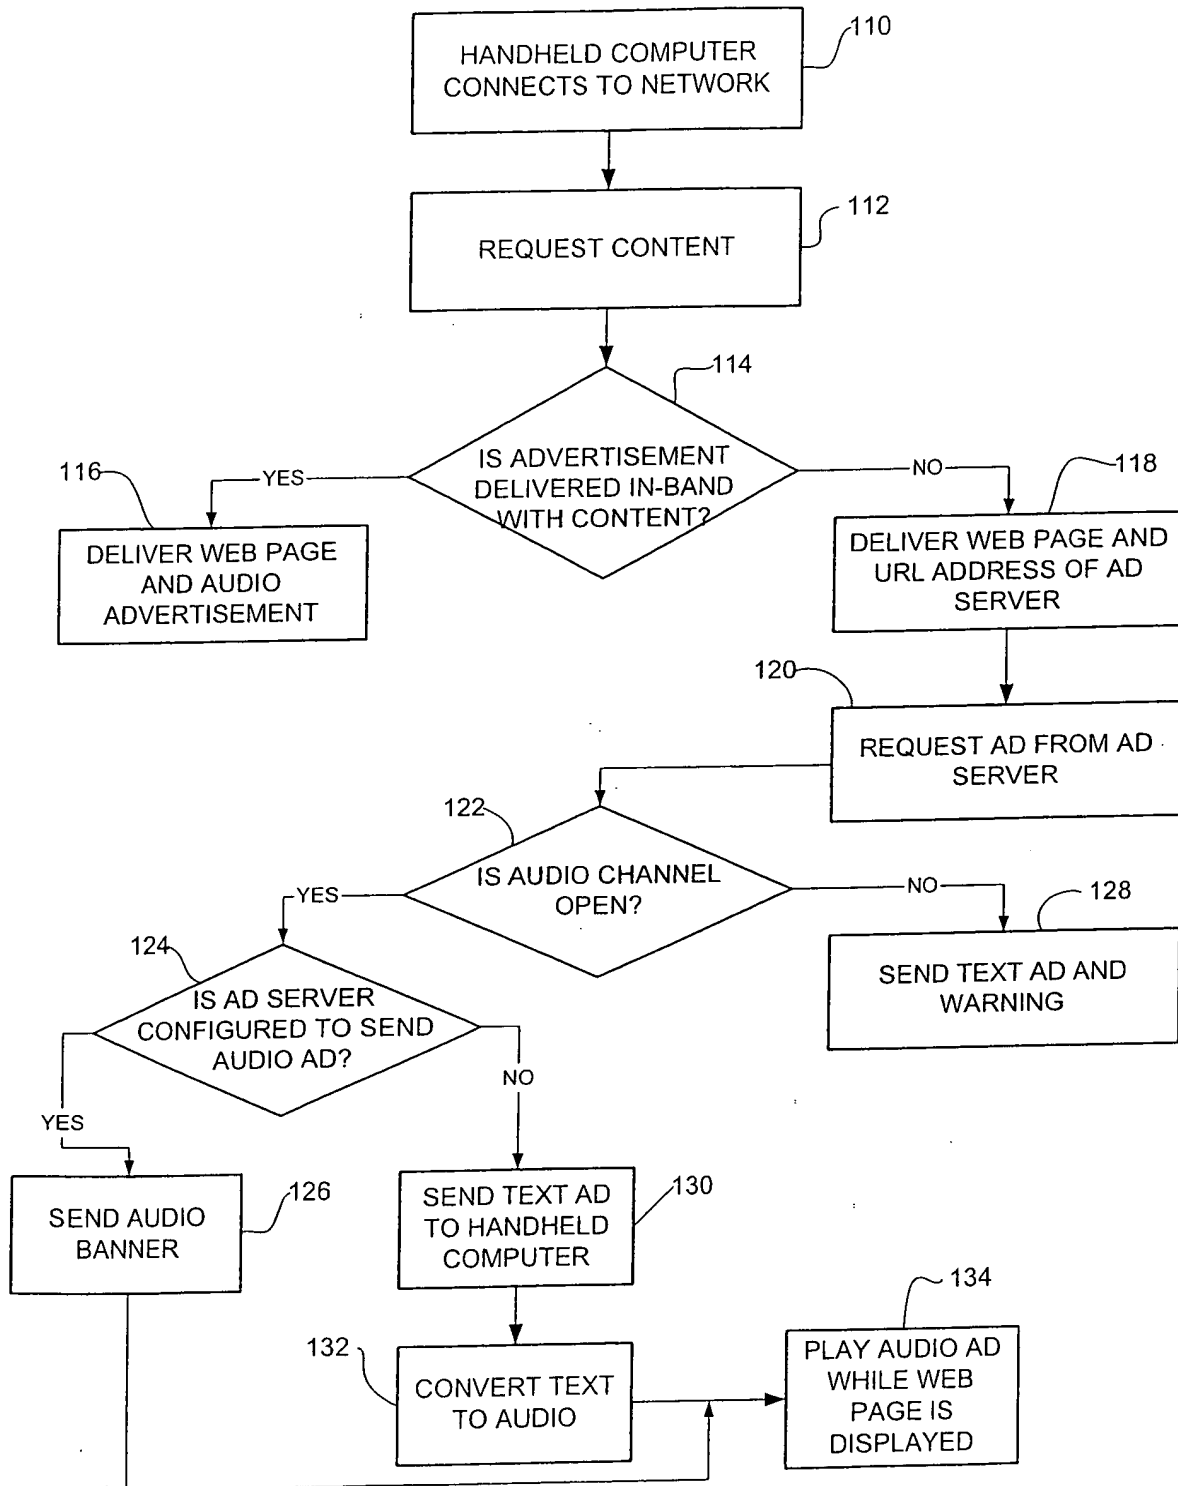 110
HANDHELD COMPUTER
CONNECTS TO NETWORK
112
REQUEST CONTENT
114
IS ADVERTISEMENT
DELIVERED IN-BAND
WITH CONTENT?
YES
NO
116
118
DELIVER WEB PAGE
AND AUDIO
ADVERTISEMENT
DELIVER WEB PAGE AND
URL ADDRESS OF AD
SERVER
120
REQUEST AD FROM AD
SERVER
122
IS AUDIO CHANNEL
OPEN?
YES
NO
124
128
IS AD SERVER
CONFIGURED TO SEND
AUDIO AD?
SEND TEXT AD AND
WARNING
YES
NO
126
SEND AUDIO
BANNER
130
SEND TEXT AD
TO HANDHELD
COMPUTER
132
CONVERT TEXT
TO AUDIO
134
PLAY AUDIO AD
WHILE WEB
PAGE IS
DISPLAYED